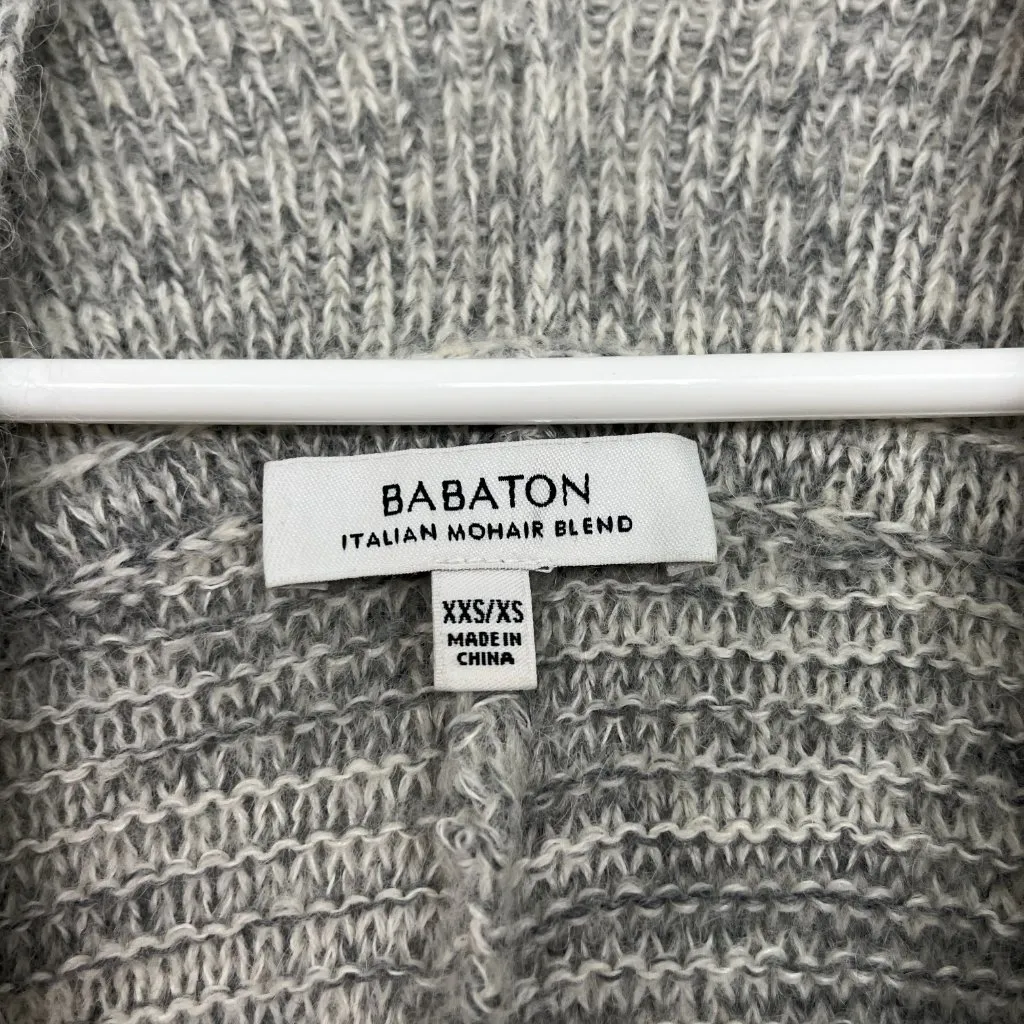 BABATON
ITALIAN MOHAIR BLEND
XXS/XS
MADE IN
CHINA